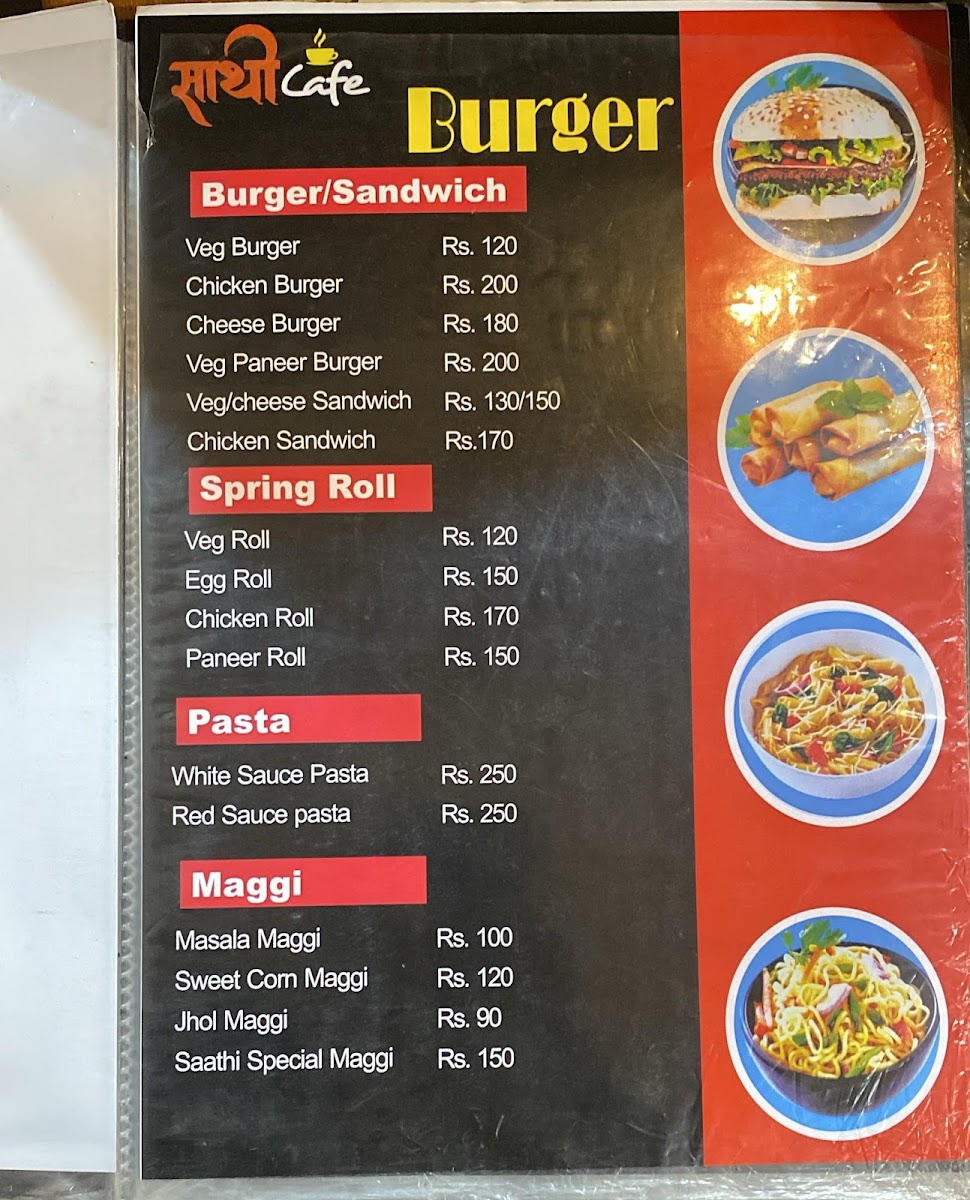 साथी Cafe
Burger
Burger/Sandwich
Veg Burger Rs. 120
Chicken Burger Rs. 200
Cheese Burger Rs. 180
Veg Paneer Burger Rs. 200
Veg/cheese Sandwich Rs. 130/150
Chicken Sandwich Rs.170
Spring Roll
Veg Roll Rs. 120
Egg Roll Rs. 150
Chicken Roll Rs. 170
Paneer Roll Rs. 150
Pasta
White Sauce Pasta Rs. 250
Red Sauce pasta Rs. 250
Maggi
Masala Maggi Rs. 100
Sweet Corn Maggi Rs. 120
Jhol Maggi Rs. 90
Saathi Special Maggi Rs. 150